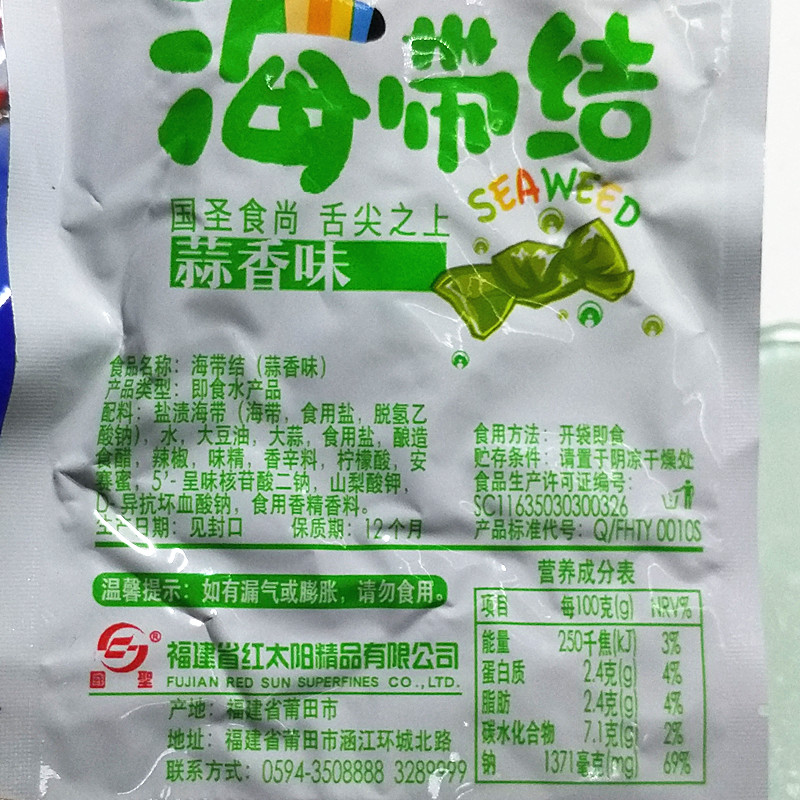 海带结
SEAWEED
国圣食尚 舌尖之上
蒜香味
食品名称：海带结（蒜香味）
产品类型：即食水产品
配料：盐渍海带（海带，食用盐，脱氢乙
酸钠），水，大豆油，大蒜，食用盐，酿造
食醋，辣椒，味精，香辛料，柠檬酸，安
赛蜜，5’-呈味核苷酸二钠，山梨酸钾，
D-异抗坏血酸钠，食用香精香料。
生产日期：见封口 保质期：12个月
食用方法：开袋即食
贮存条件：请置于阴凉干燥处
食品生产许可证编号：
SC11635030300326
产品标准代号：Q/FHTY 0010S
温馨提示：如有漏气或膨胀，请勿食用。
国圣®
福建省红太阳精品有限公司
FUJIAN RED SUN SUPERFINES CO.,LTD.
产地：福建省莆田市
地址：福建省莆田市涵江环城北路
联系方式：0594-3508888 3289999
营养成分表
项目 每100克(g) NRV%
能量 250千焦(kJ) 3%
蛋白质 2.4克(g) 4%
脂肪 2.4克(g) 4%
碳水化合物 7.1克(g) 2%
钠 1371毫克(mg) 69%